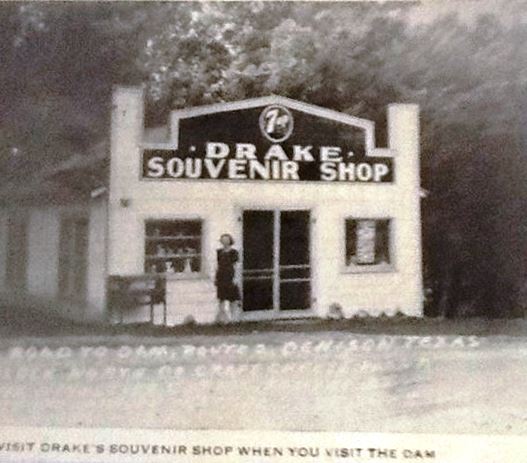 7up
· DRAKE ·
SOUVENIR SHOP
ROAD TO DAM, ROUTE 2, DENISON TEXAS
VISIT DRAKE'S SOUVENIR SHOP WHEN YOU VISIT THE DAM